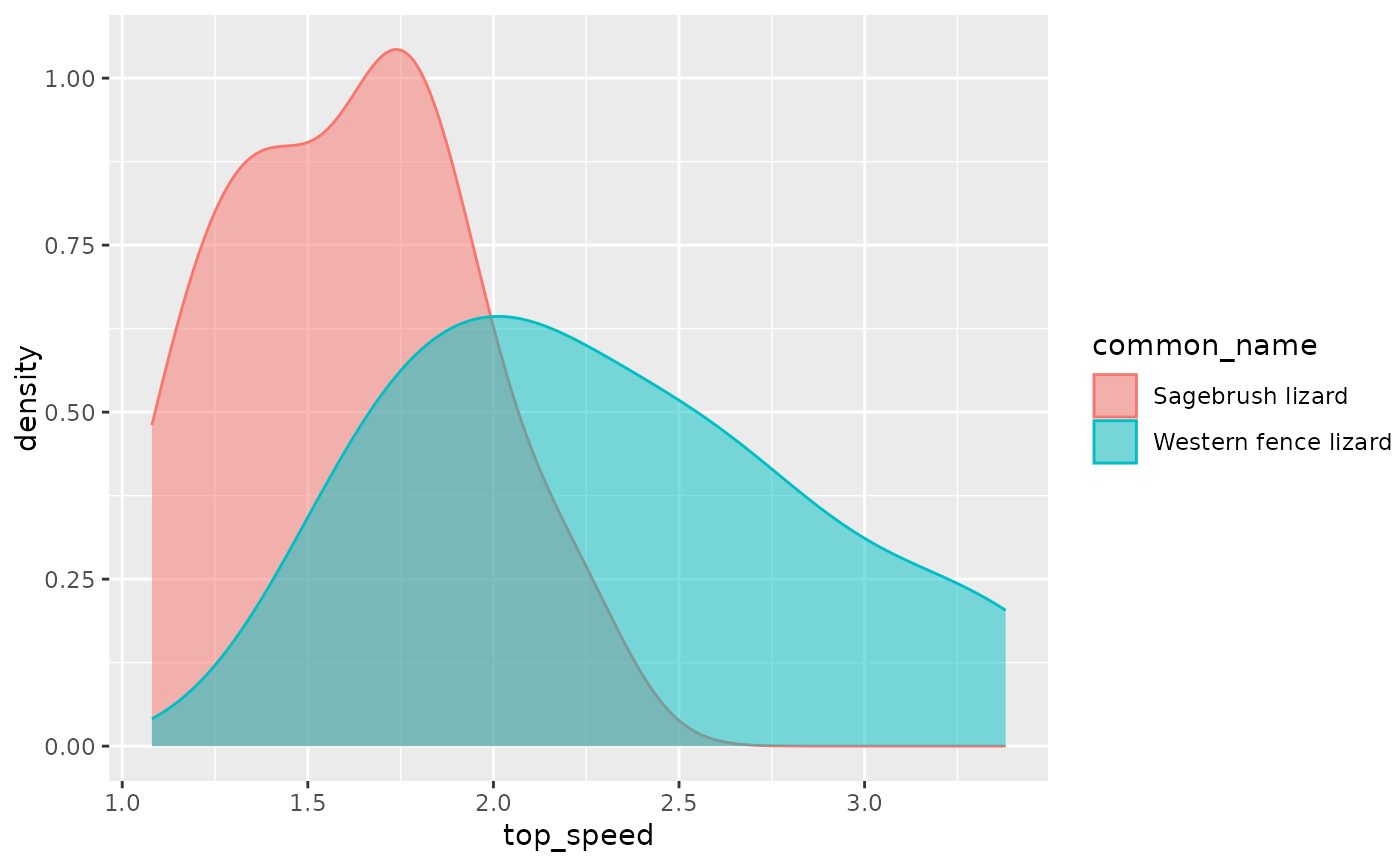 1.00
0.75
0.50
0.25
0.00
density
1.0 1.5 2.0 2.5 3.0
top_speed
common_name
Sagebrush lizard
Western fence lizard